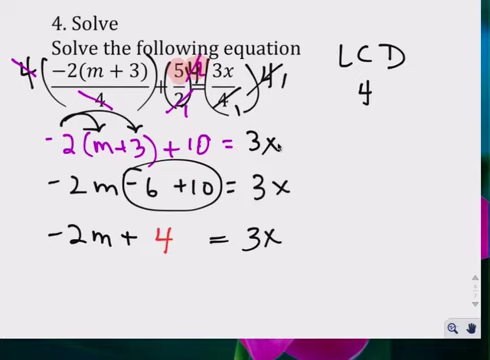 4. Solve
Solve the following equation
4(−2(m + 3)/4) + (5/2)4 = (3x/4)4
LCD
4
-2(m+3)+10 = 3x
-2m-6+10 = 3x
-2m+4 = 3x